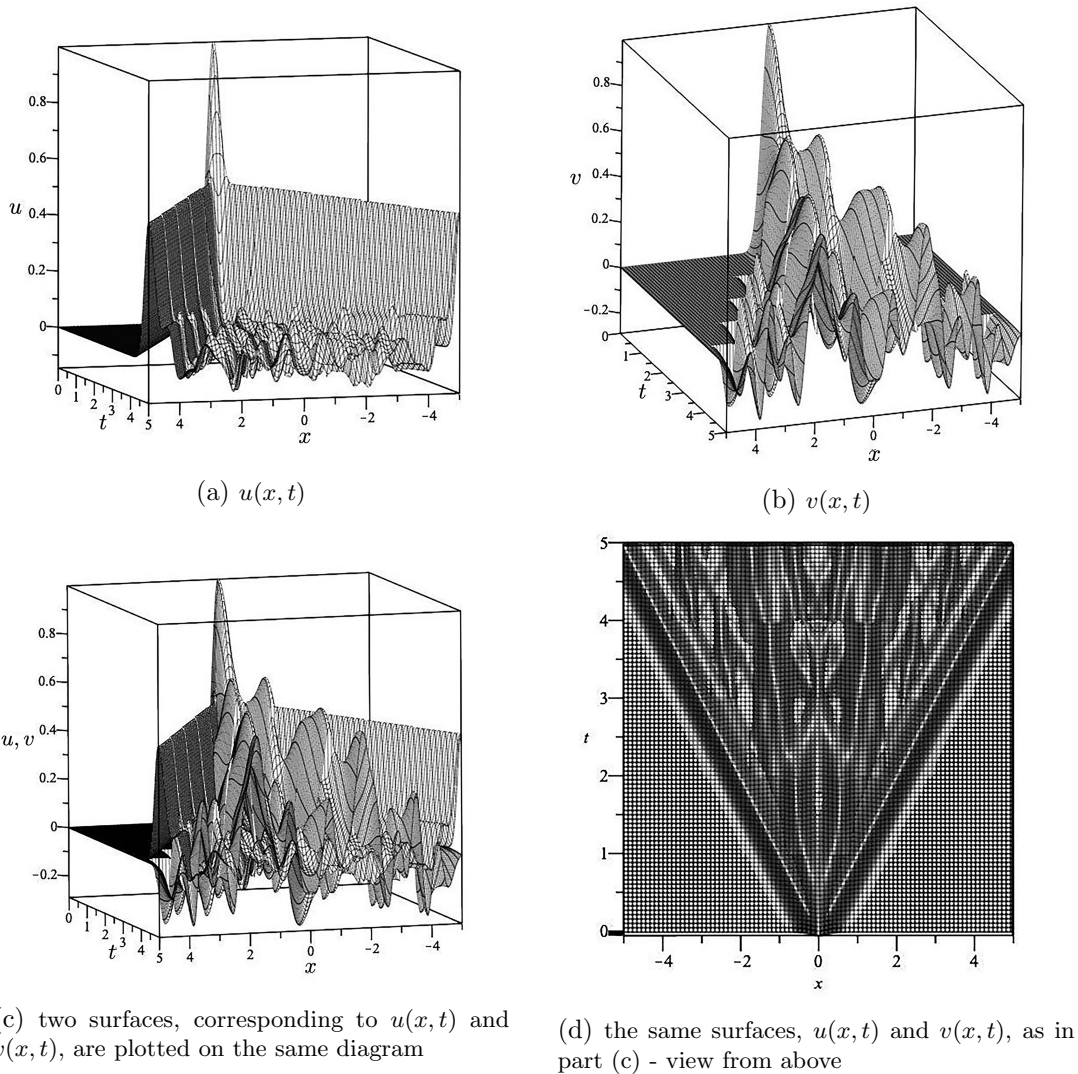 0.8
0.6
u
0.4
0.2
0
0 1 2 3 4 5
t
4 2 0 −2 −4
x
(a) u(x, t)
0.8
0.6
v
0.4
0.2
0
−0.2
0 1 2 3 4 5
t
4 2 0 −2 −4
x
(b) v(x, t)
0.8
0.6
0.4
u, v
0.2
0
−0.2
0 1 2 3 4 5
t
4 2 0 −2 −4
x
(c) two surfaces, corresponding to u(x, t) and
v(x, t), are plotted on the same diagram
5
4
3
t
2
1
0
−4 −2 0 2 4
x
(d) the same surfaces, u(x, t) and v(x, t), as in
part (c) - view from above